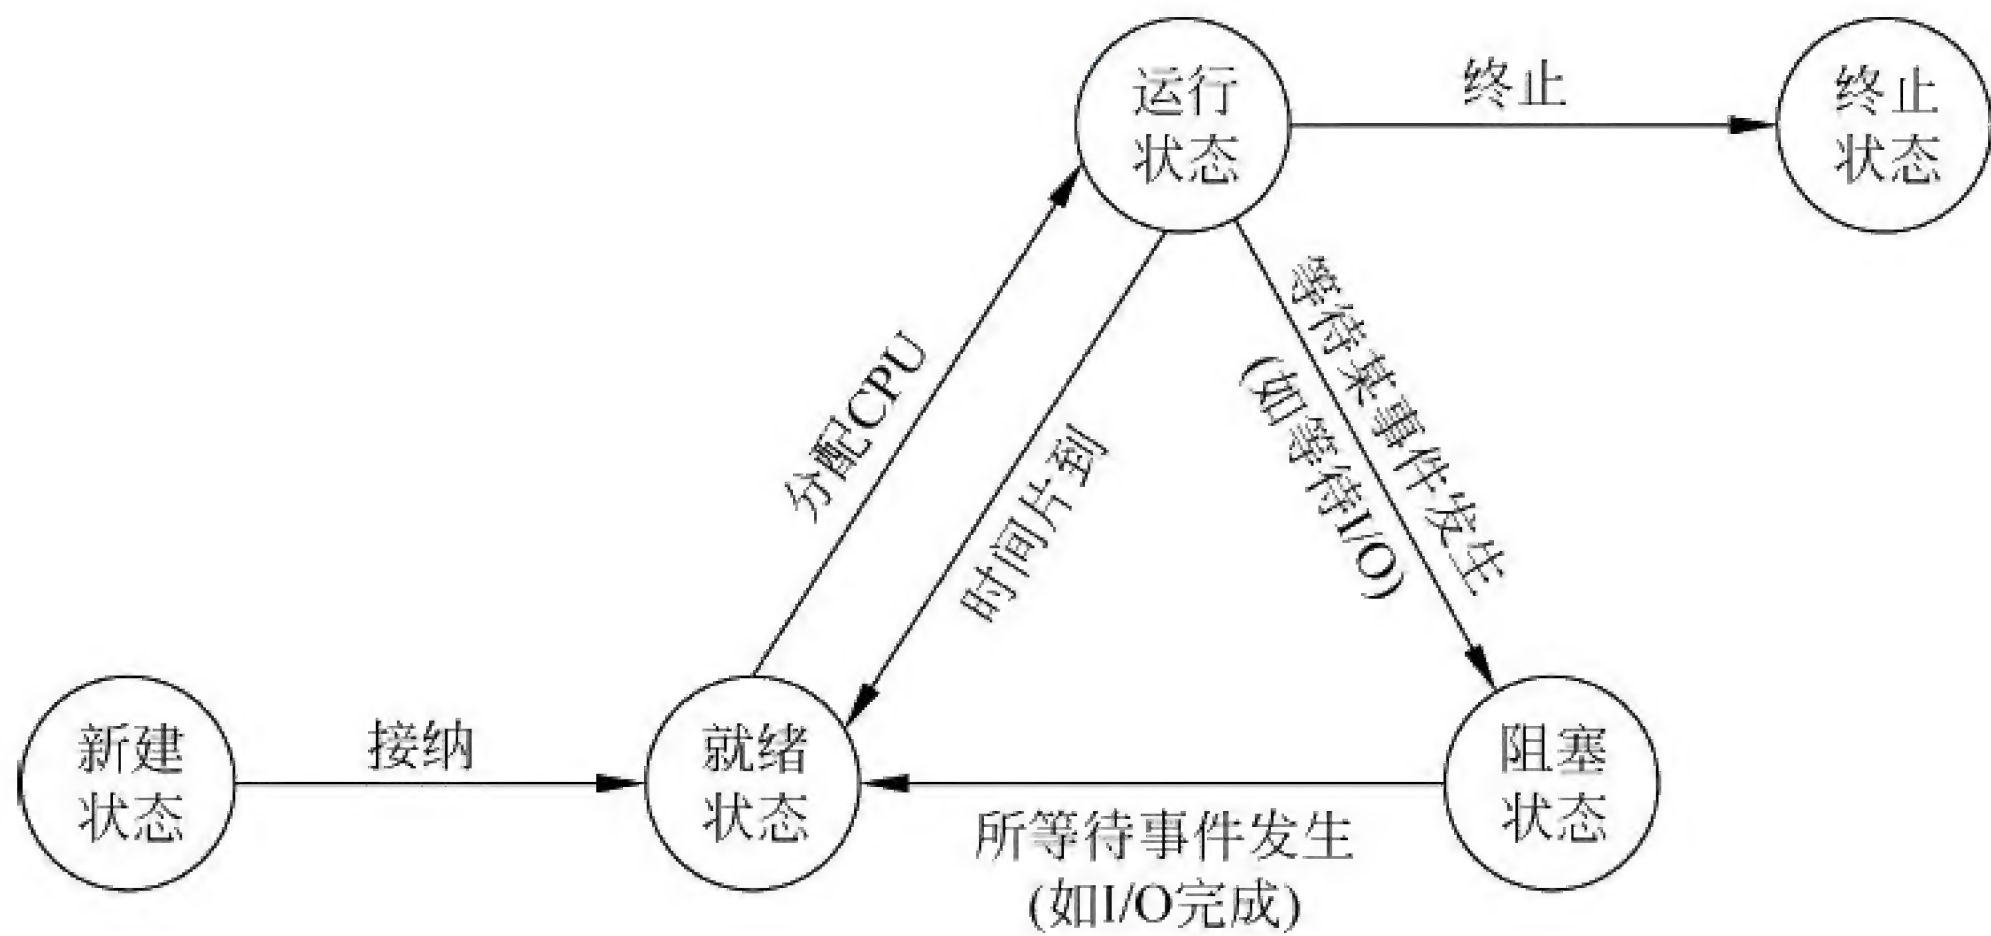 运行
状态
终止
终止
状态
分配CPU
时间片到
等待某事件发生
(如等待I/O)
新建
状态
接纳
就绪
状态
阻塞
状态
所等待事件发生
(如I/O完成)